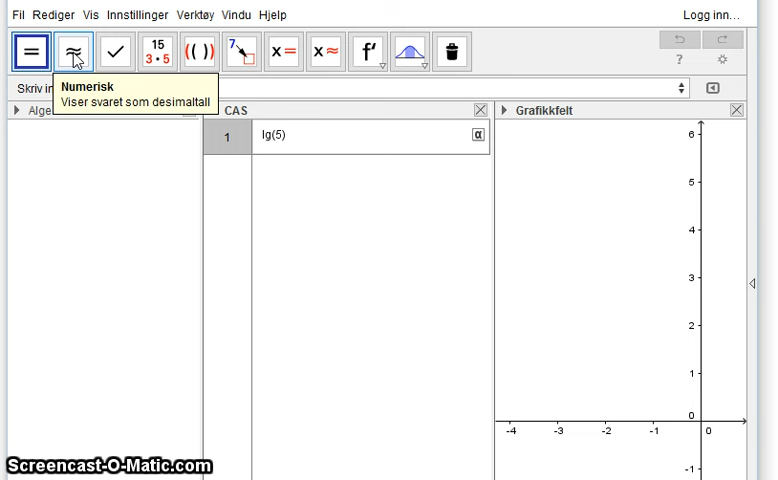 Fil Rediger Vis Innstillinger Verktøy Vindu Hjelp Logg inn...
= ≈ ✓ 15 3·5 (( )) 7 x = x ≈ f' ?
Numerisk
Viser svaret som desimaltall
Skriv in
Alge CAS Grafikkfelt
1 lg(5) α
6
5
4
3
2
1
0
-4 -3 -2 -1 0
-1
Screencast-O-Matic.com